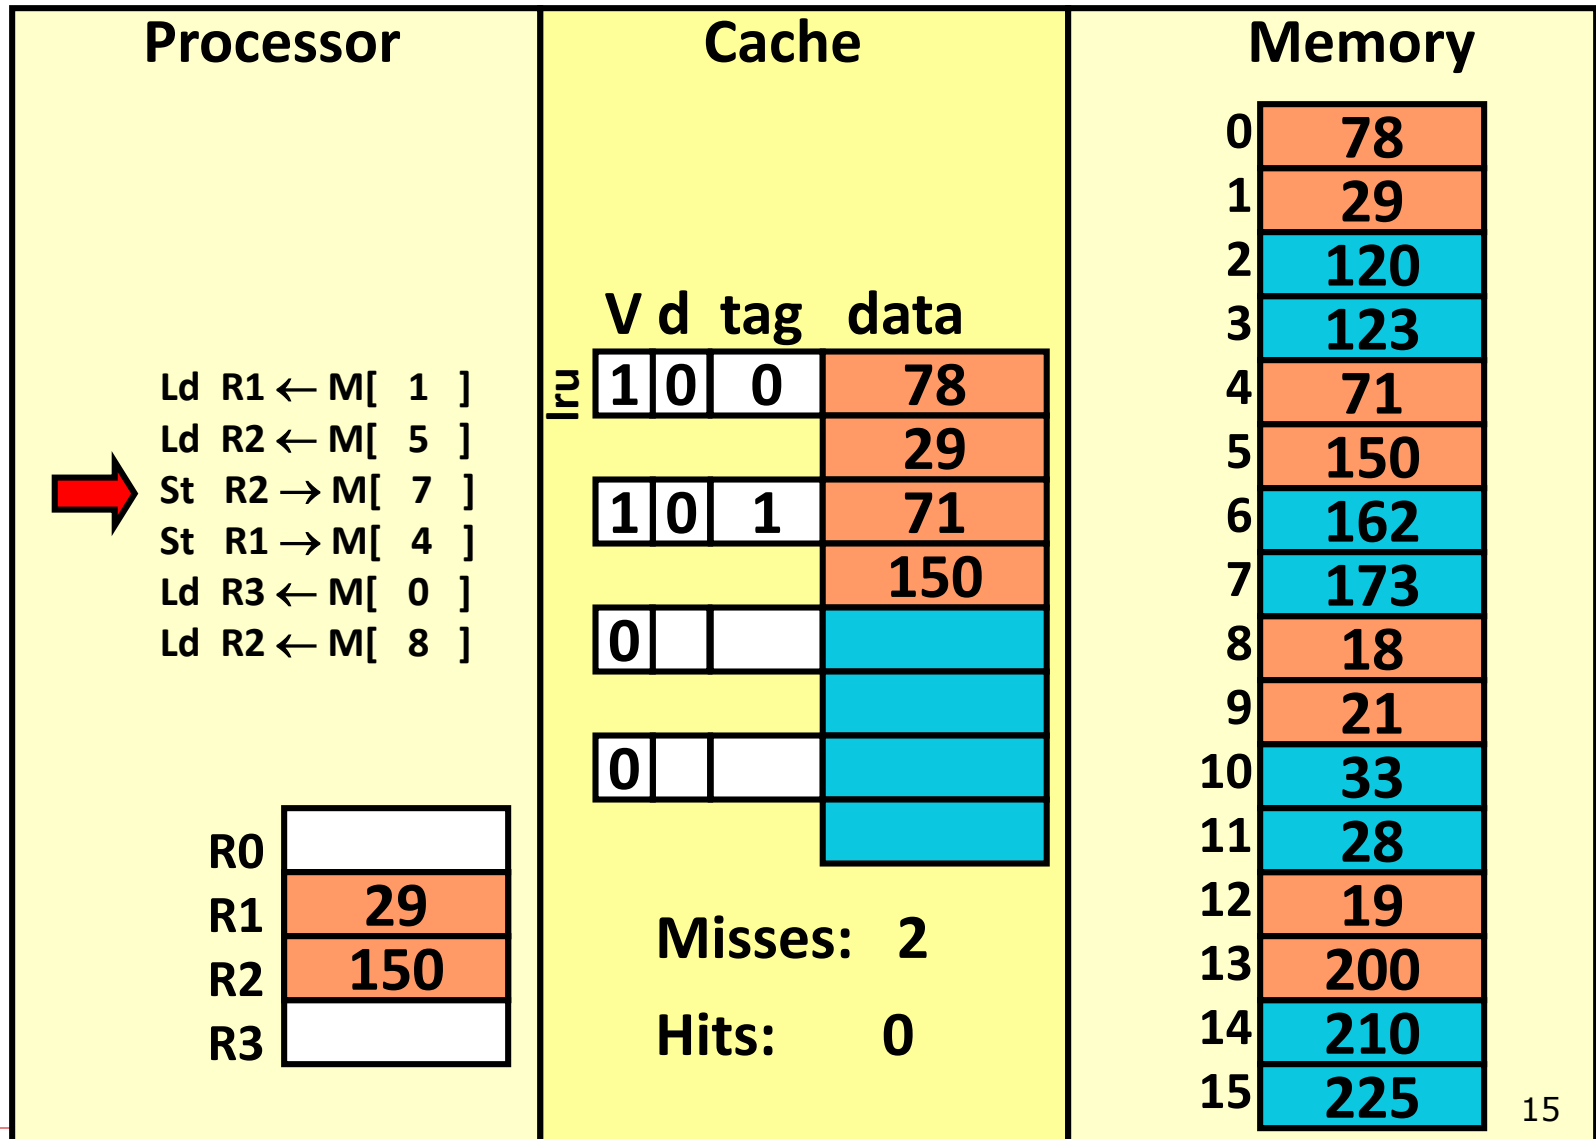 Processor
Cache
Memory
Ld R1 ← M[ 1 ]
Ld R2 ← M[ 5 ]
St R2 → M[ 7 ]
St R1 → M[ 4 ]
Ld R3 ← M[ 0 ]
Ld R2 ← M[ 8 ]
R0
R1 29
R2 150
R3
V d tag data
lru 1 0 0 78
29
1 0 1 71
150
0
0
Misses: 2
Hits: 0
0 78
1 29
2 120
3 123
4 71
5 150
6 162
7 173
8 18
9 21
10 33
11 28
12 19
13 200
14 210
15 225
15